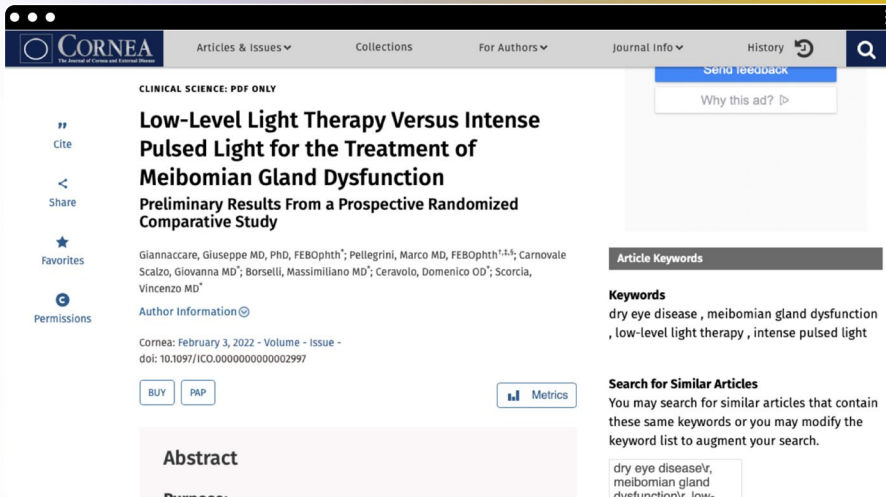 CORNEA
The Journal of Cornea and External Disease
Articles & Issues
Collections
For Authors
Journal Info
History
Send feedback
Why this ad?
CLINICAL SCIENCE: PDF ONLY
Low-Level Light Therapy Versus Intense
Pulsed Light for the Treatment of
Meibomian Gland Dysfunction
Preliminary Results From a Prospective Randomized
Comparative Study
Giannaccare, Giuseppe MD, PhD, FEBOphth*; Pellegrini, Marco MD, FEBOphth†,‡,§; Carnovale
Scalzo, Giovanna MD*; Borselli, Massimiliano MD*; Ceravolo, Domenico OD*; Scorcia,
Vincenzo MD*
Author Information
Cornea: February 3, 2022 - Volume - Issue -
doi: 10.1097/ICO.0000000000002997
BUY
PAP
Metrics
Abstract
Purpose:
Cite
Share
Favorites
Permissions
Article Keywords
Keywords
dry eye disease , meibomian gland dysfunction
, low-level light therapy , intense pulsed light
Search for Similar Articles
You may search for similar articles that contain
these same keywords or you may modify the
keyword list to augment your search.
dry eye disease\r,
meibomian gland
dysfunction\r, low-